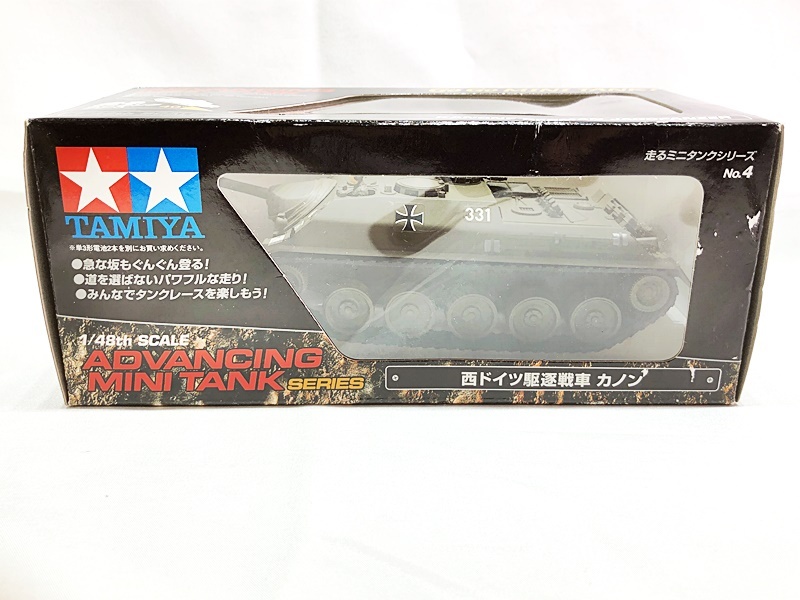 走るミニタンクシリーズ
No.4
TAMIYA
※単3形電池2本を別にお買い求めください。
●急な坂もぐんぐん登る!
●道を選ばないパワフルな走り!
●みんなでタンクレースを楽しもう!
331
1/48th SCALE
ADVANCING
MINI TANK SERIES
西ドイツ駆逐戦車 カノン